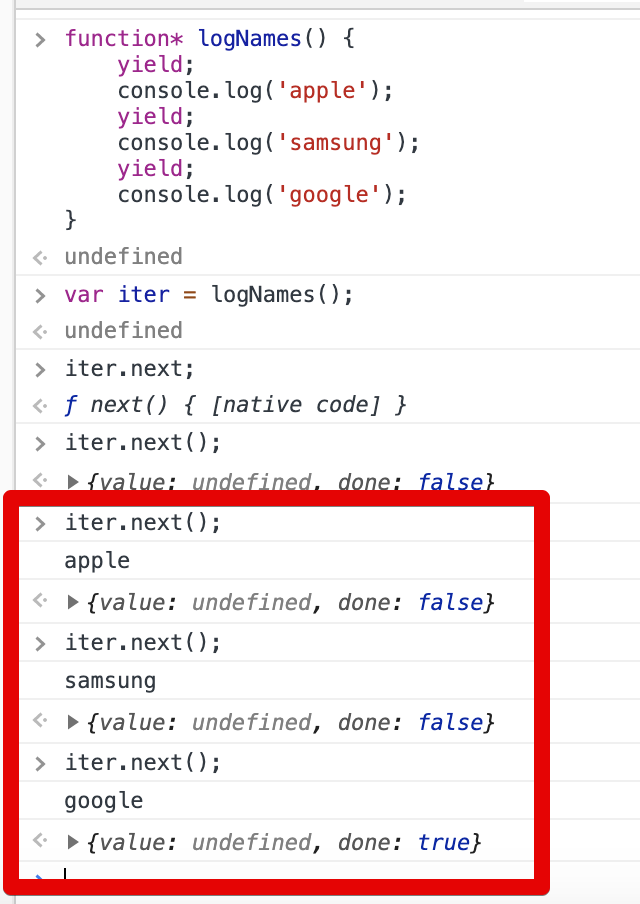 function* logNames() {
yield;
console.log('apple');
yield;
console.log('samsung');
yield;
console.log('google');
}
undefined
var iter = logNames();
undefined
iter.next;
ƒ next() { [native code] }
iter.next();
{value: undefined, done: false}
iter.next();
apple
{value: undefined, done: false}
iter.next();
samsung
{value: undefined, done: false}
iter.next();
google
{value: undefined, done: true}